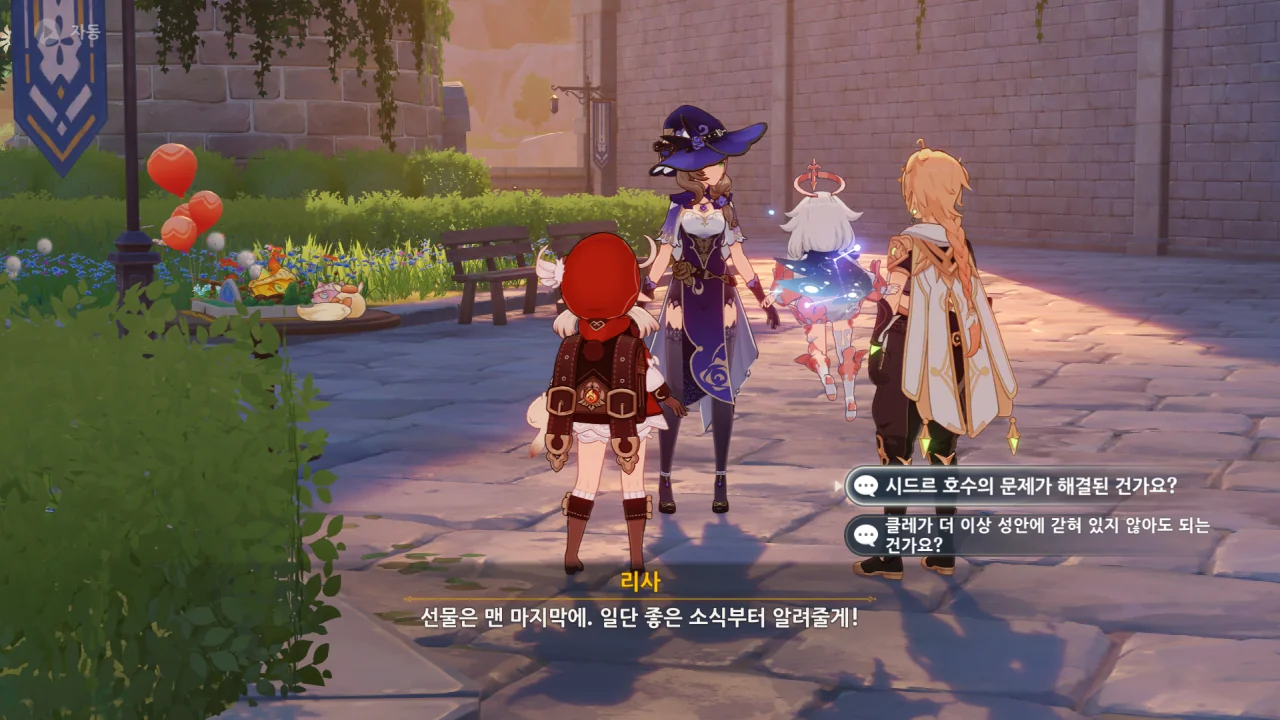 자동
시드르 호수의 문제가 해결된 건가요?
클레가 더 이상 성안에 갇혀 있지 않아도 되는
건가요?
리사
선물은 맨 마지막에. 일단 좋은 소식부터 알려줄게!